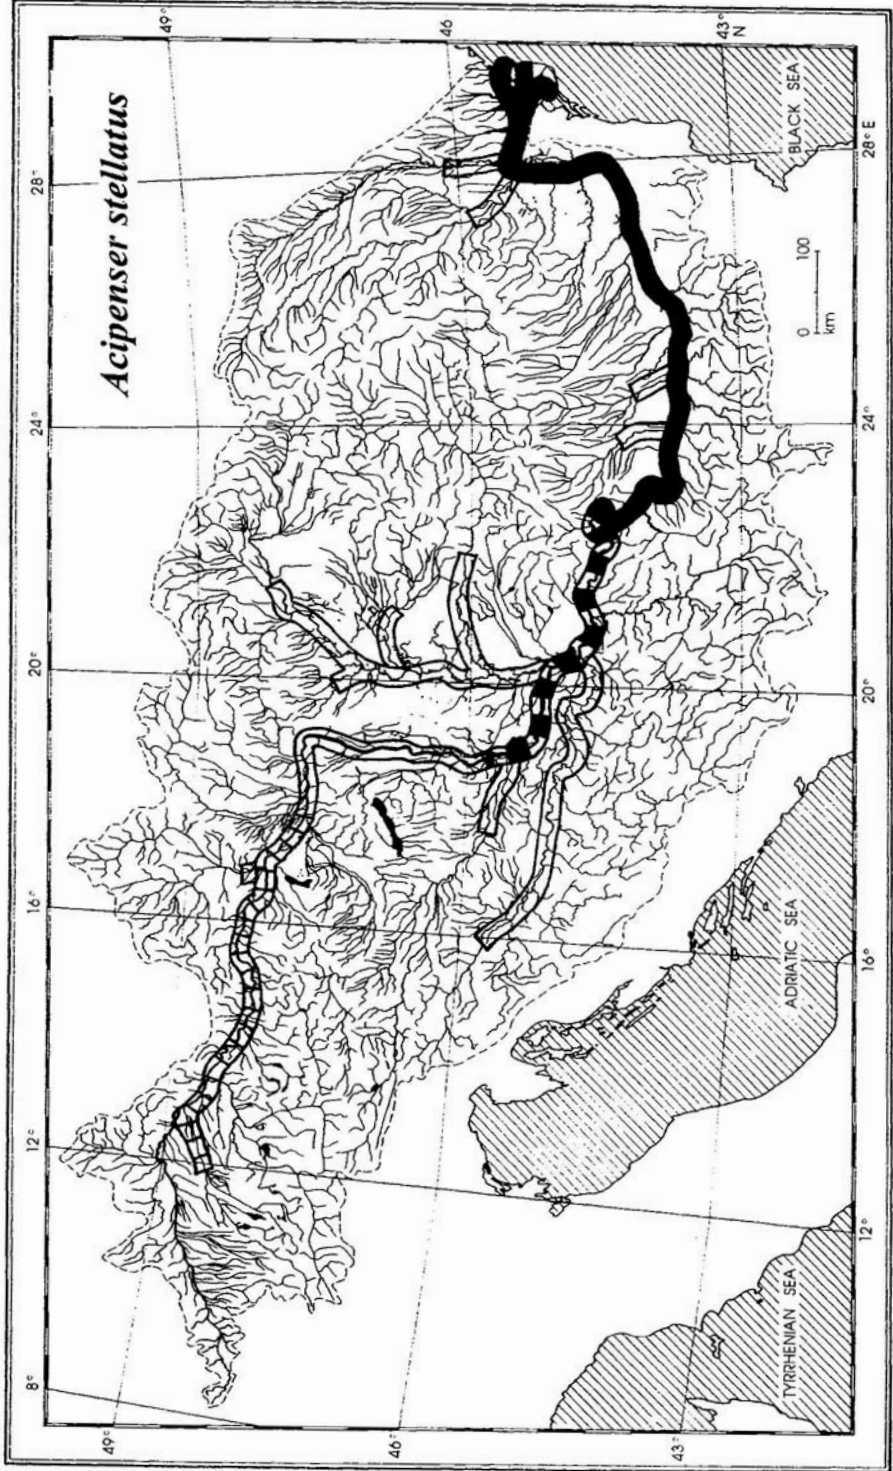 Acipenser stellatus
8°
12°
16°
20°
24°
28°
49°
49°
46°
46
43°
43°
N
TYRRHENIAN SEA
ADRIATIC SEA
BLACK SEA
0 100
km
12°
16°
20°
24°
28° E